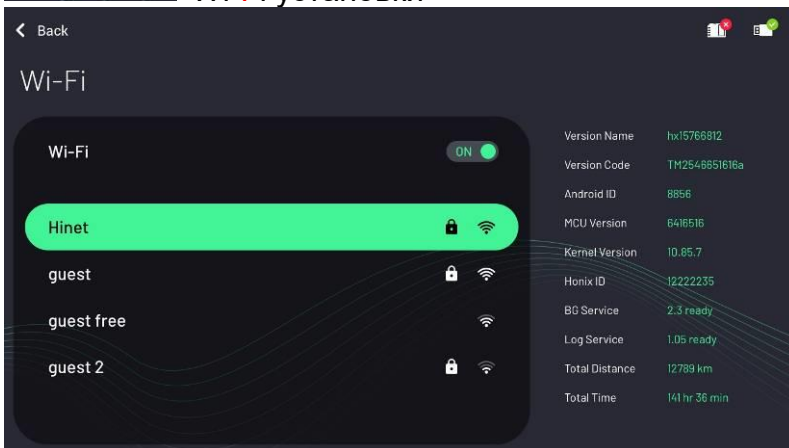 Back
Wi-Fi
Wi-Fi ON
Hinet
guest
guest free
guest 2
Version Name hx15766812
Version Code TM2546651616a
Android ID 8856
MCU Version 6416516
Kernel Version 10.85.7
Honix ID 12222235
BG Service 2.3 ready
Log Service 1.05 ready
Total Distance 12789 km
Total Time 141 hr 36 min